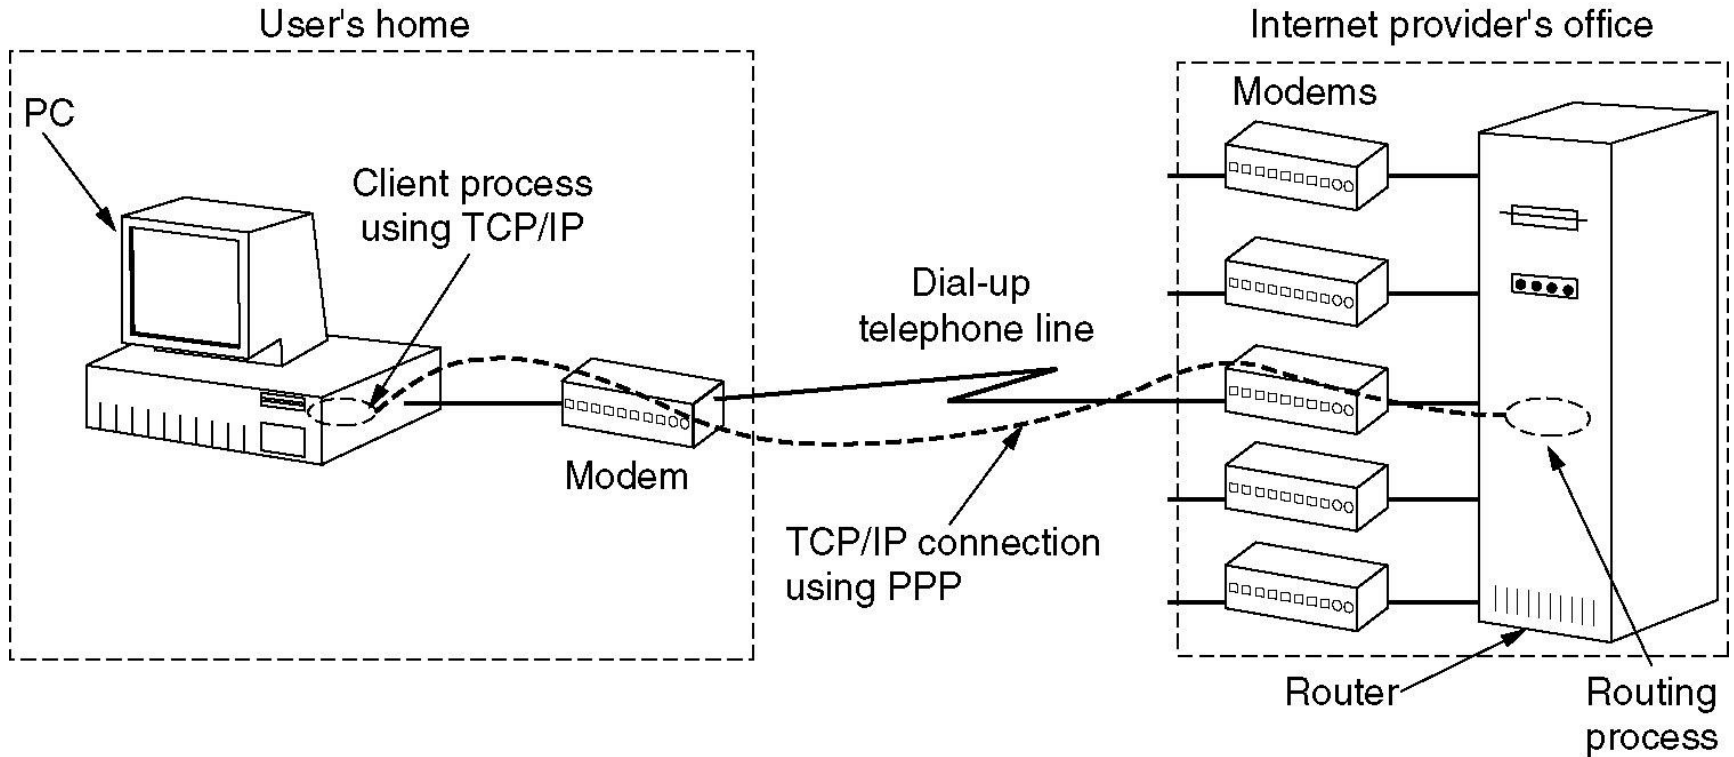 User's home
Internet provider's office
PC
Client process
using TCP/IP
Modem
Dial-up
telephone line
TCP/IP connection
using PPP
Modems
Router
Routing
process